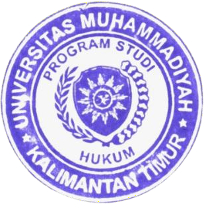 UNIVERSITAS MUHAMMADIYAH
PROGRAM STUDI
HUKUM
★ KALIMANTAN TIMUR ★